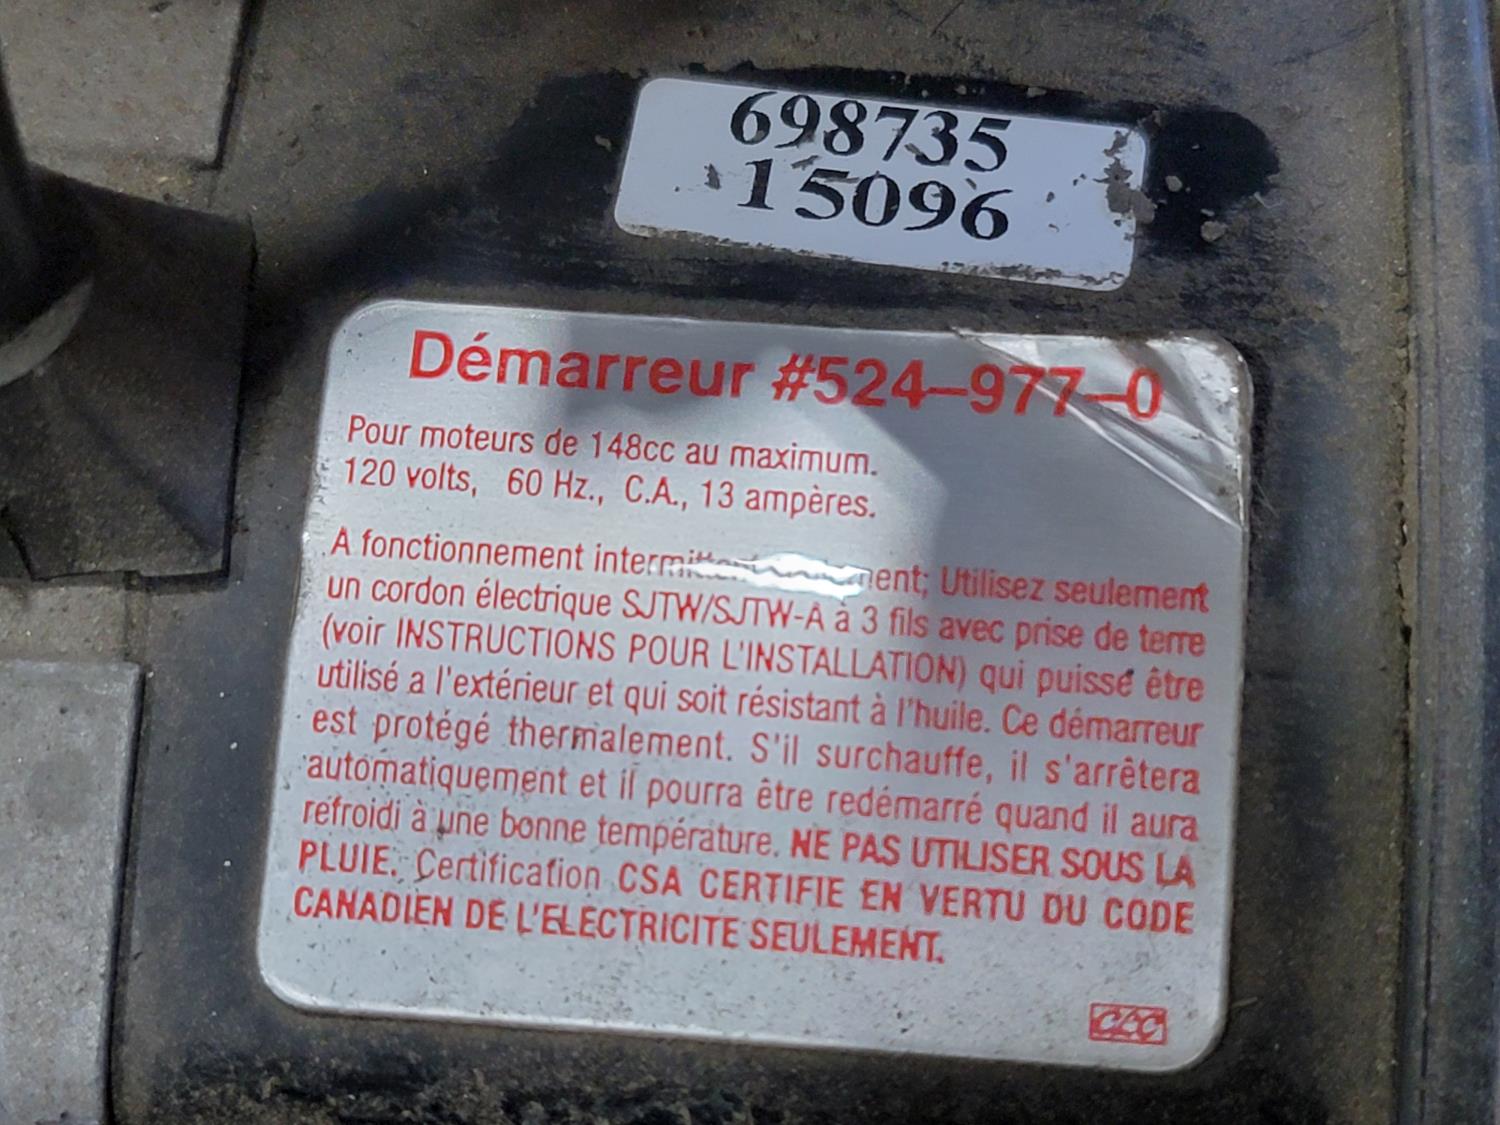 698735
15096
Démarreur #524-977-0
Pour moteurs de 148cc au maximum.
120 volts, 60 Hz., C.A., 13 ampères.
A fonctionnement Utilisez seulement
un cordon électrique SJTW/SJTW-A à 3 fils avec prise de terre
(voir INSTRUCTIONS POUR L'INSTALLATION) qui puisse être
utilisé a l'extérieur et qui soit résistant à l'huile. Ce démarreur
est protégé thermalement. S'il surchauffe, il s'arrêtera
automatiquement et il pourra être redémarré quand il aura
refroidi à une bonne température. NE PAS UTILISER SOUS LA
PLUIE. Certification CSA CERTIFIE EN VERTU DU CODE
CANADIEN DE L'ELECTRICITE SEULEMENT.